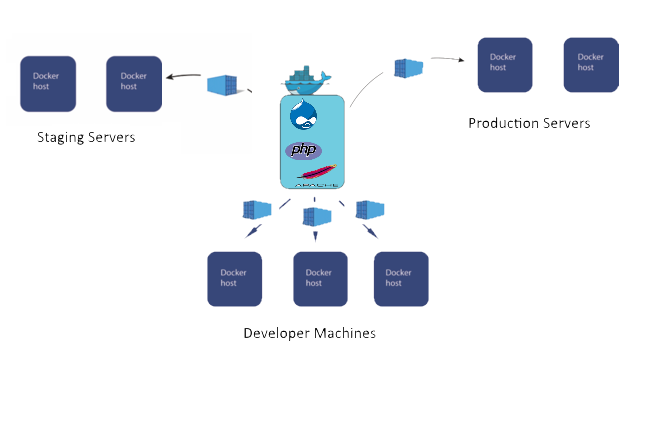 Docker
host
Docker
host
Staging Servers
Docker
host
Docker
host
Production Servers
php
APACHE
Docker
host
Docker
host
Docker
host
Developer Machines